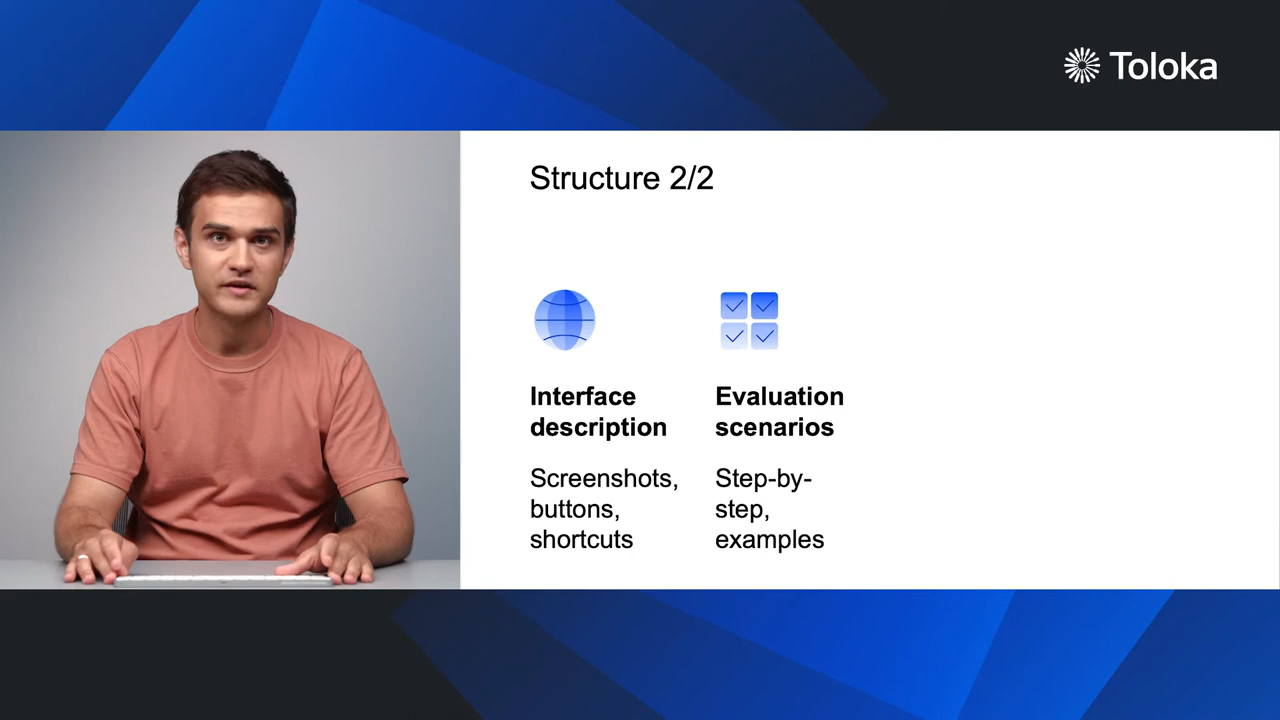 Toloka
Structure 2/2
Interface
description
Screenshots,
buttons,
shortcuts
Evaluation
scenarios
Step-by-
step,
examples